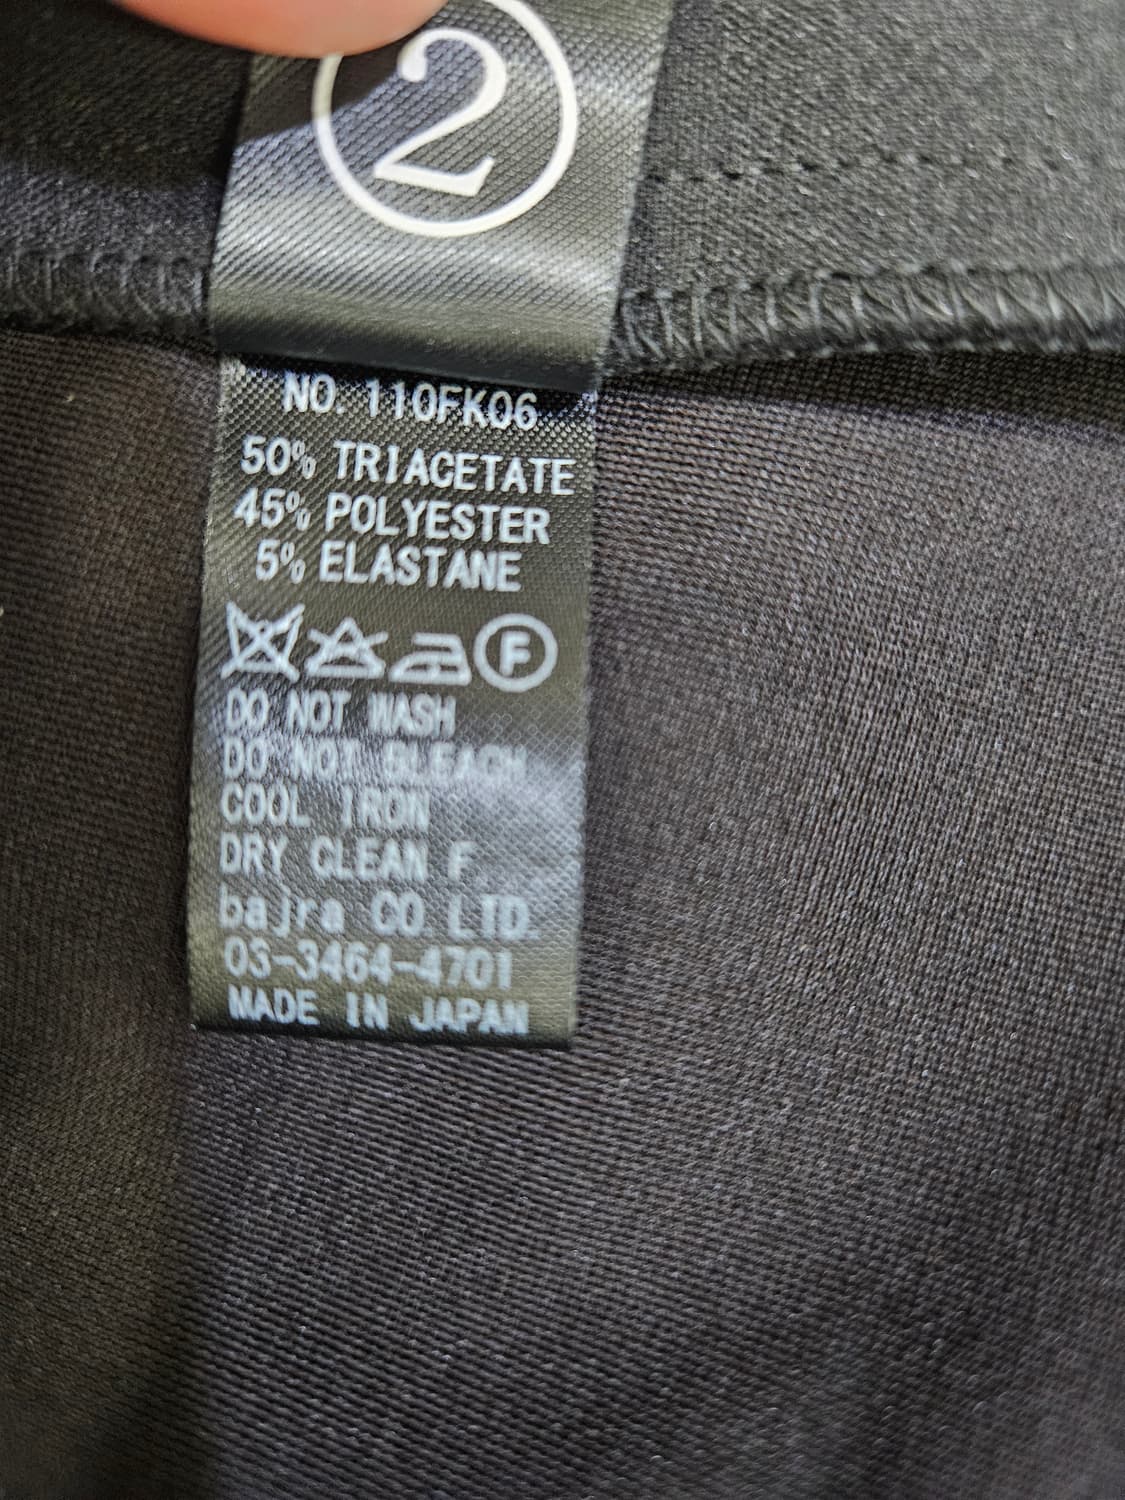 2
NO. 110FK06
50% TRIACETATE
45% POLYESTER
5% ELASTANE
F
DO NOT WASH
DO NOT BLEACH
COOL IRON
DRY CLEAN F
bajra CO.LTD.
03-3464-4701
MADE IN JAPAN